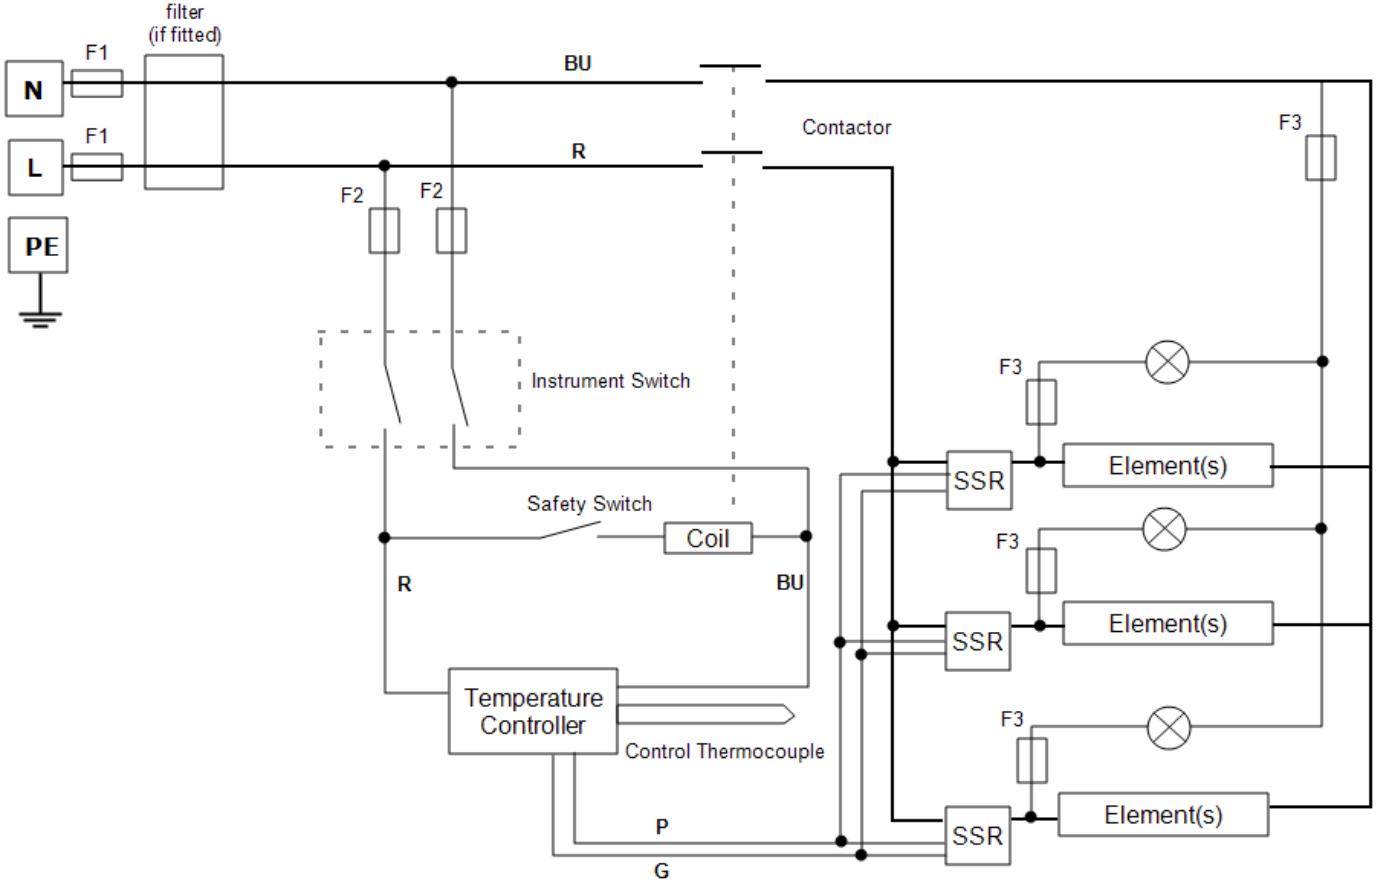 filter
(if fitted)
F1
BU
N
F1
Contactor
F3
L
R
F2
F2
PE
F3
Instrument Switch
SSR
Element(s)
Safety Switch
Coil
F3
R
BU
SSR
Element(s)
Temperature
Controller
F3
Control Thermocouple
P
SSR
Element(s)
G